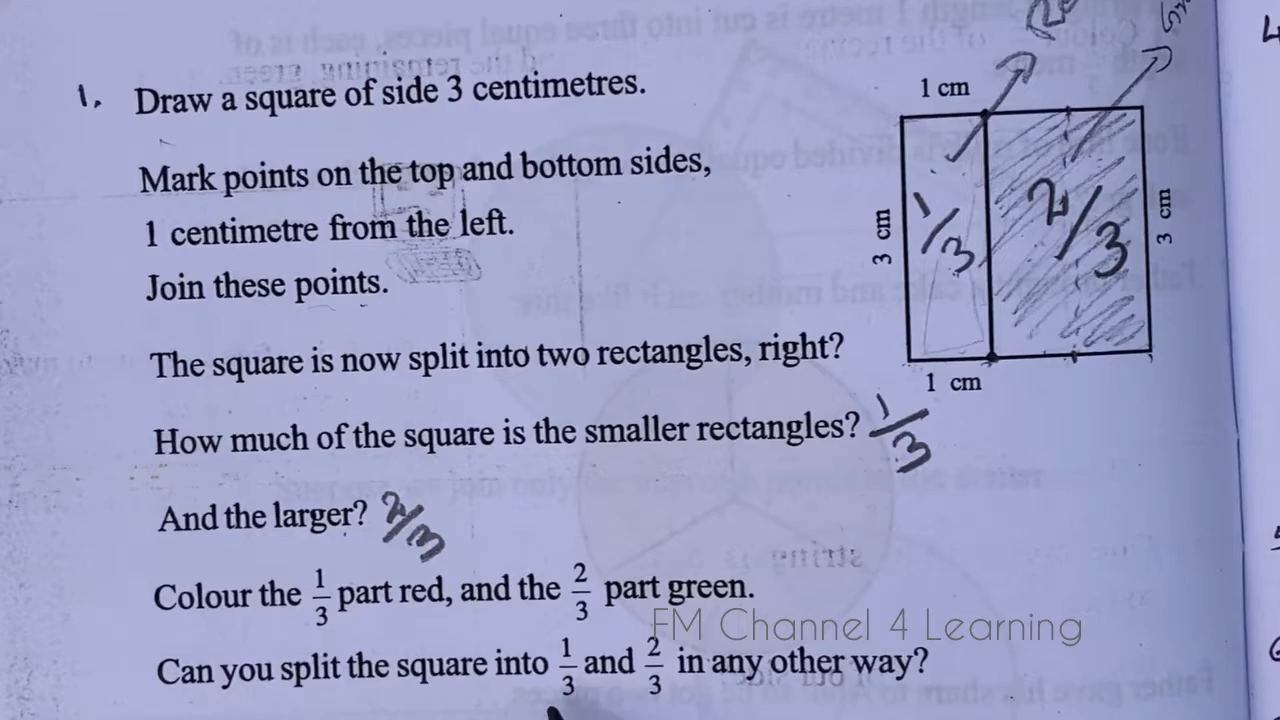 1. Draw a square of side 3 centimetres.
1 cm
Mark points on the top and bottom sides,
1 centimetre from the left.
Join these points.
3 cm
1/3
2/3
3 cm
1 cm
The square is now split into two rectangles, right?
How much of the square is the smaller rectangles? 1/3
And the larger? 2/3
Colour the 1/3 part red, and the 2/3 part green.
FM Channel 4 Learning
Can you split the square into 1/3 and 2/3 in any other way?